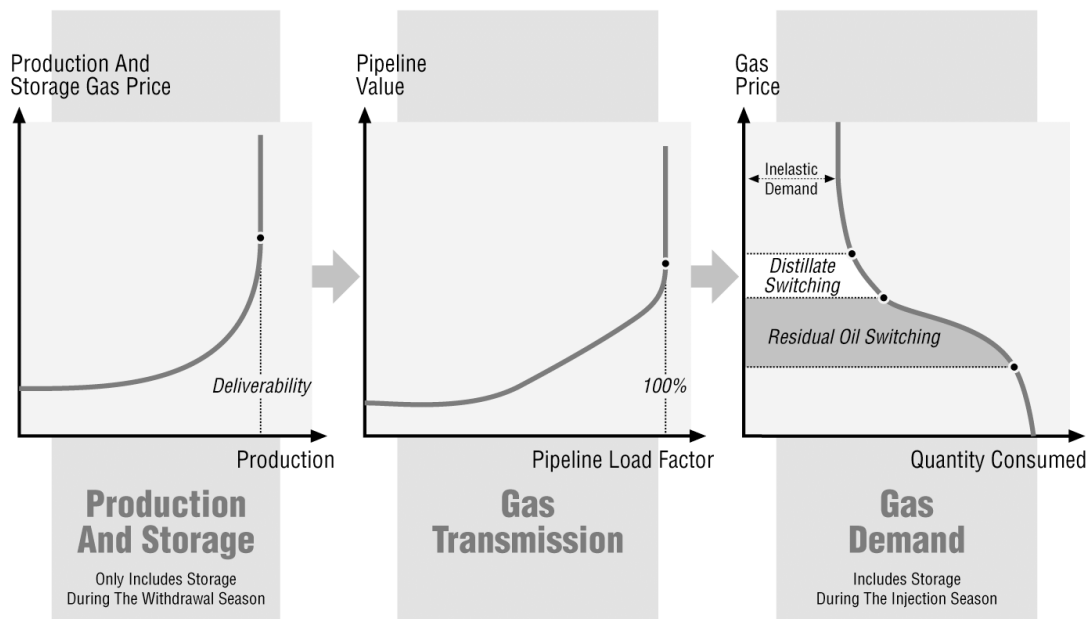 Production And
Storage Gas Price
Deliverability
Production
Production
And Storage
Only Includes Storage
During The Withdrawal Season
Pipeline
Value
100%
Pipeline Load Factor
Gas
Transmission
Gas
Price
Inelastic
Demand
Distillate
Switching
Residual Oil Switching
Quantity Consumed
Gas
Demand
Includes Storage
During The Injection Season